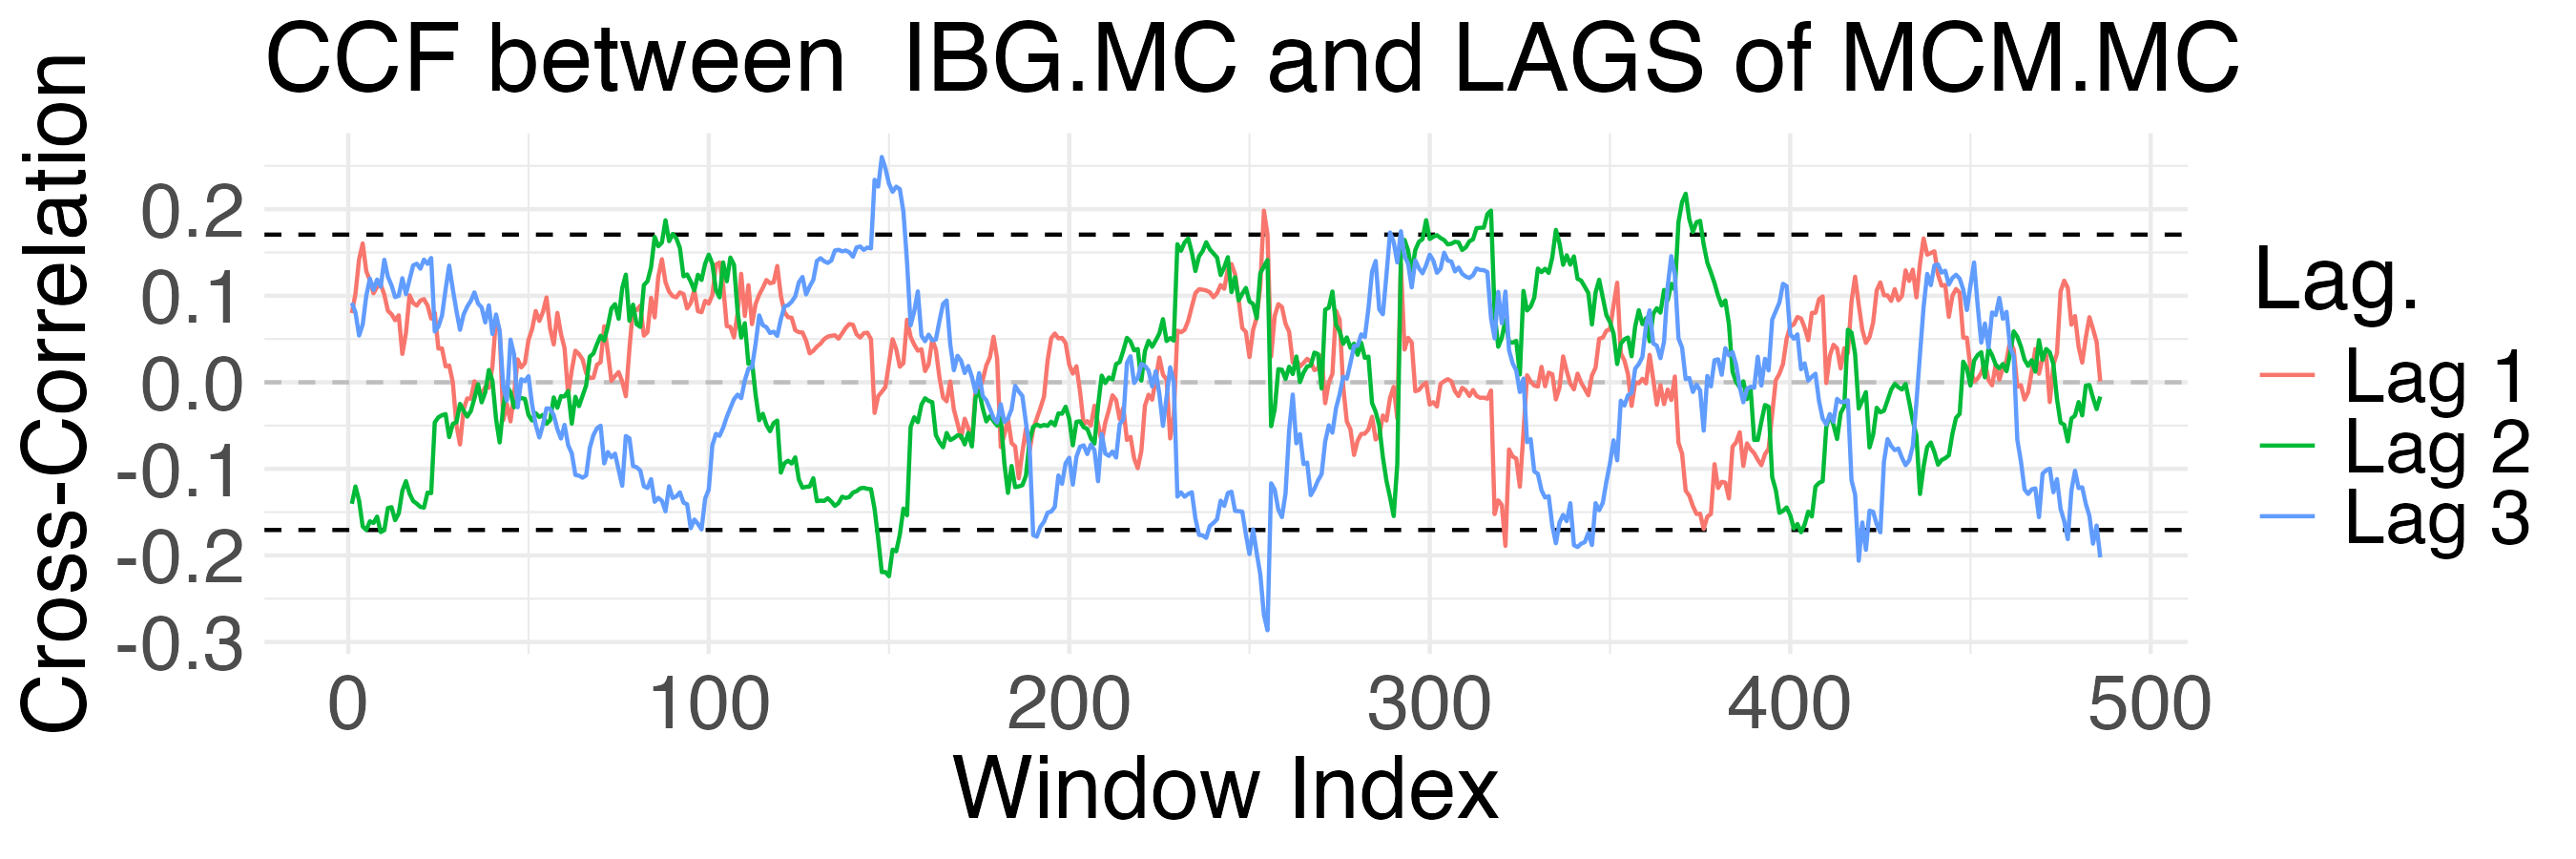 CCF between  IBG.MC and LAGS of MCM.MC
Cross-Correlation
0.2
0.1
0.0
-0.1
-0.2
-0.3
0 100 200 300 400 500
Window Index
Lag.
Lag 1
Lag 2
Lag 3